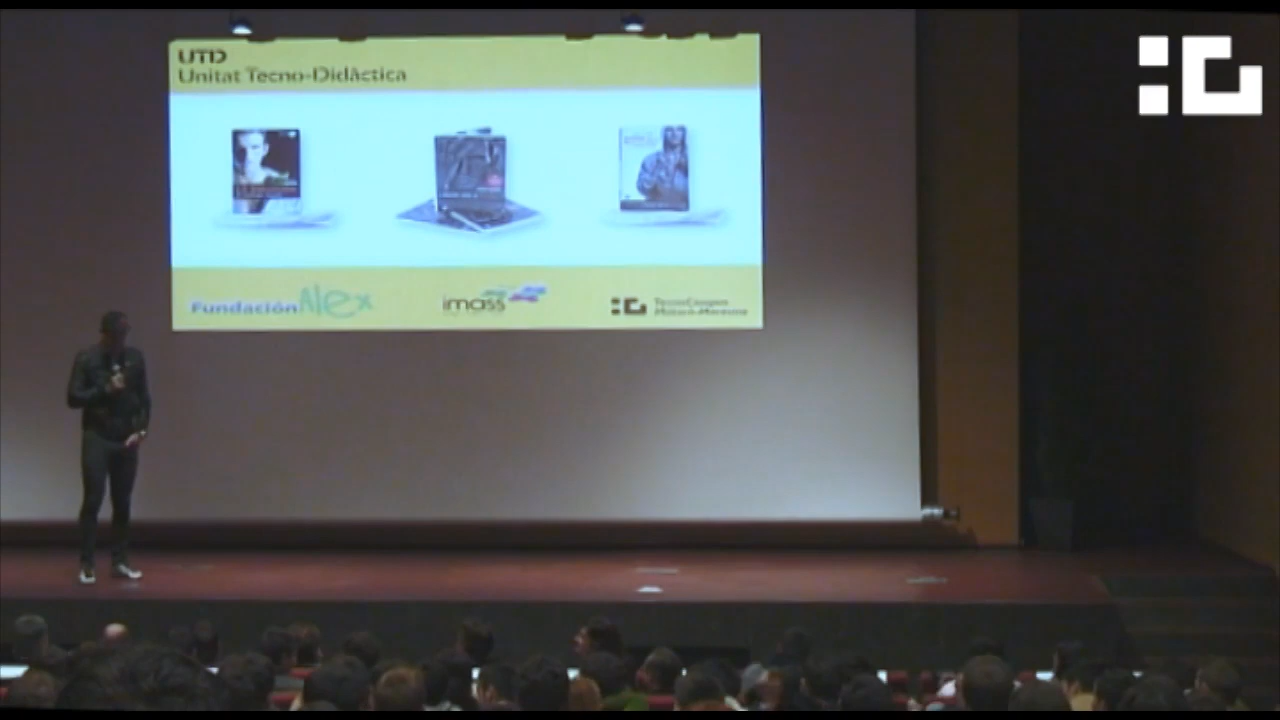 UTD
Unitat Tecno-Didàctica
Fundación Alex
imass
TecnoCampus
Mataró-Maresme